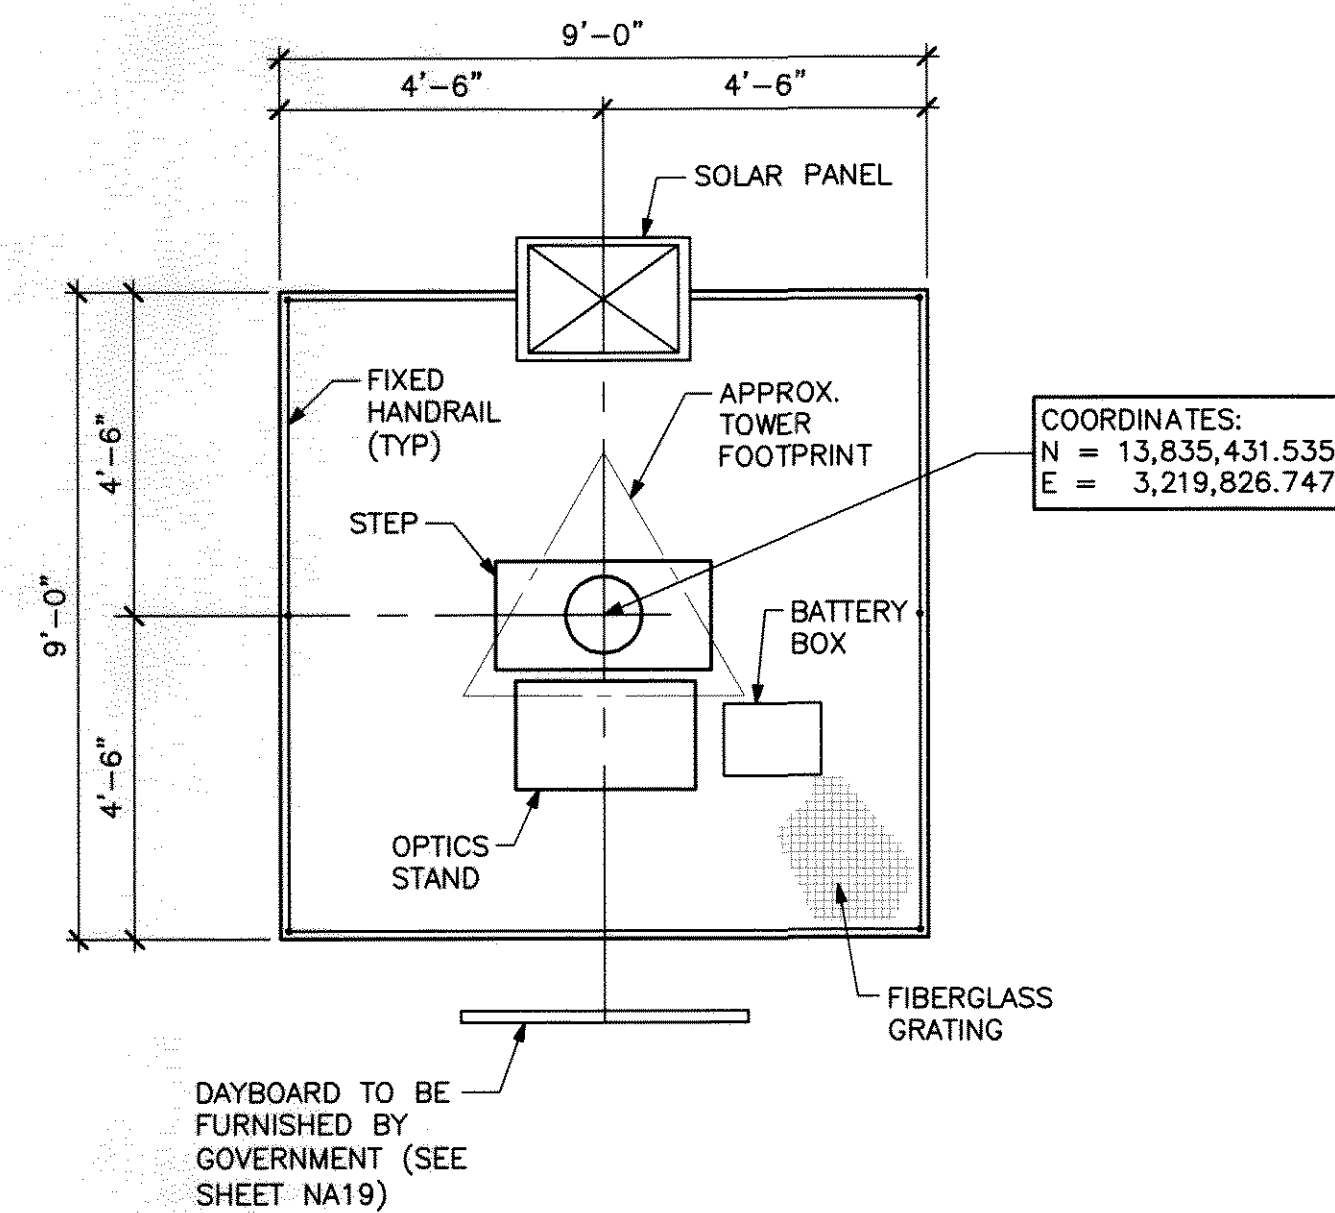 9'-0"
4'-6"
4'-6"
SOLAR PANEL
FIXED
HANDRAIL
(TYP)
APPROX.
TOWER
FOOTPRINT
COORDINATES:
N = 13,835,431.535
E = 3,219,826.747
4'-6"
STEP
9'-0"
BATTERY
BOX
4'-6"
OPTICS
STAND
FIBERGLASS
GRATING
DAYBOARD TO BE
FURNISHED BY
GOVERNMENT (SEE
SHEET NA19)